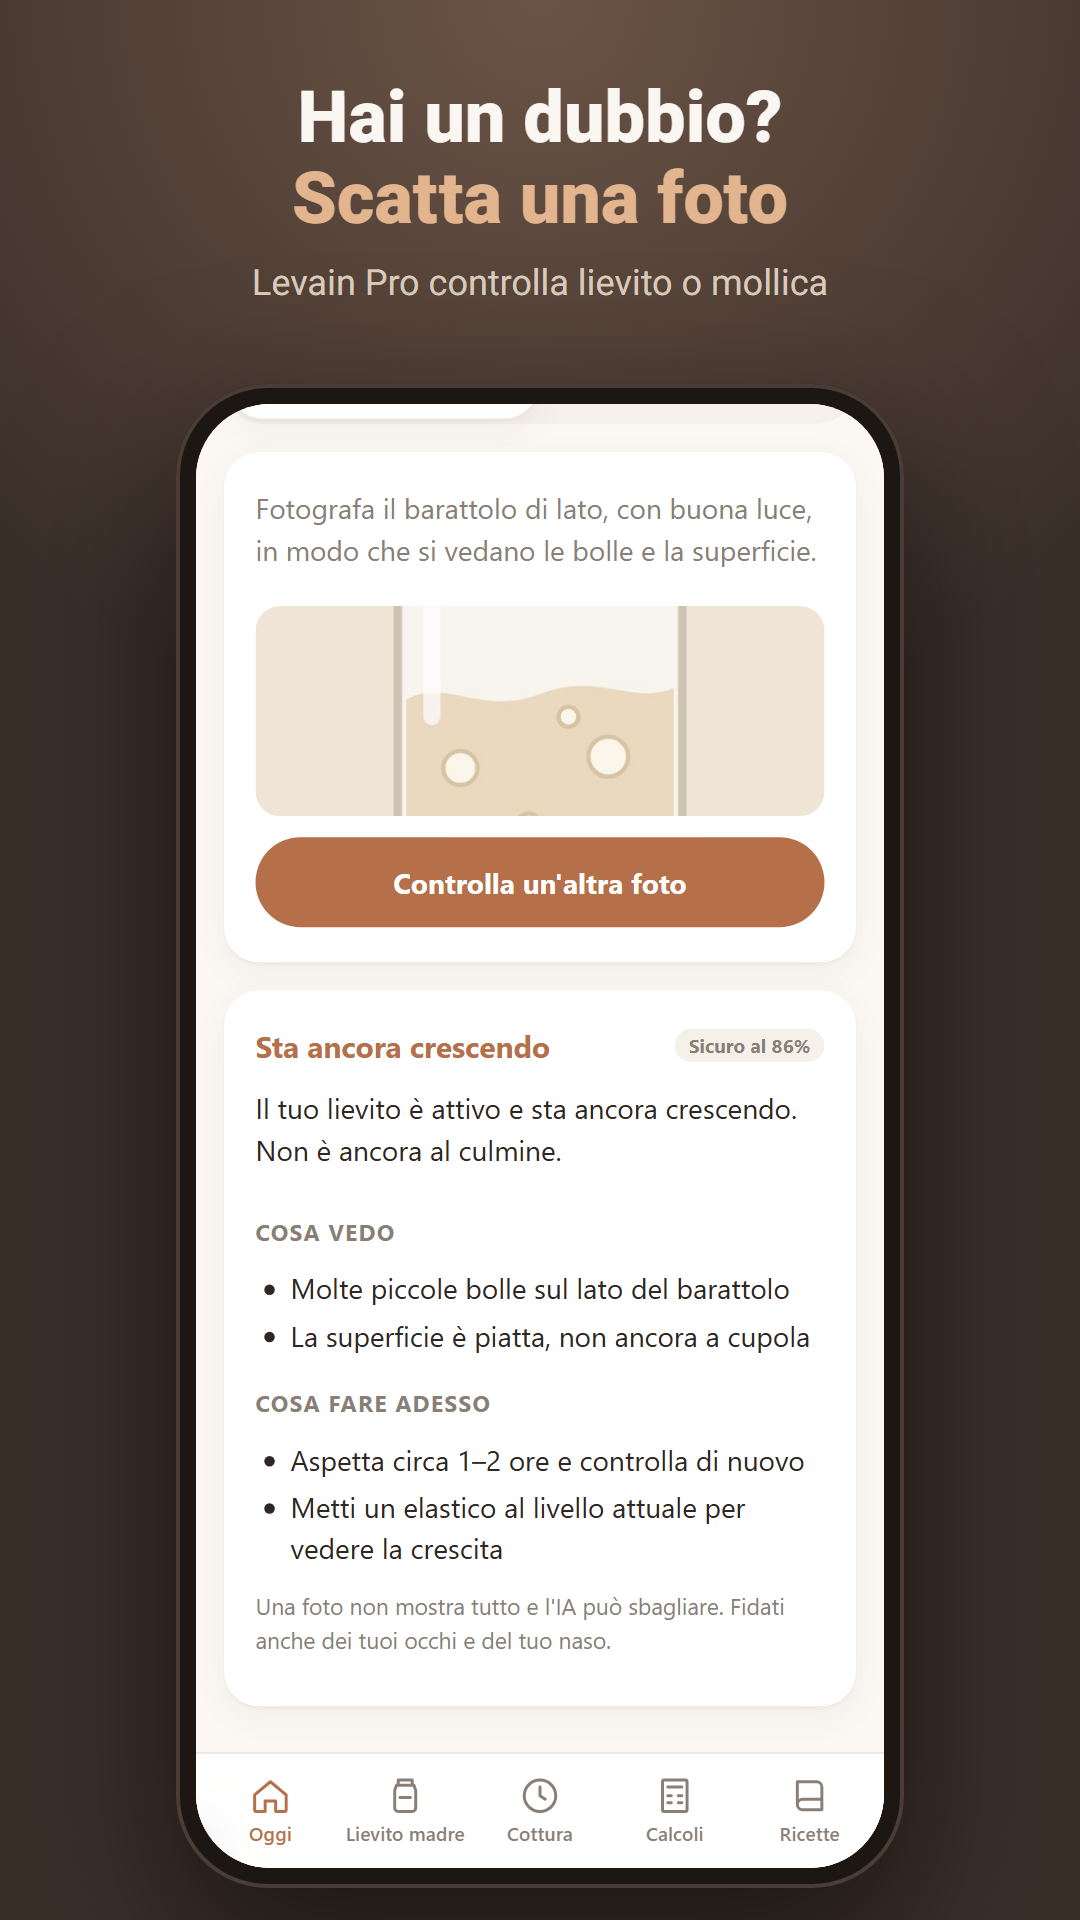 Hai un dubbio?
Scatta una foto
Levain Pro controlla lievito o mollica
Fotografa il barattolo di lato, con buona luce,
in modo che si vedano le bolle e la superficie.
Controlla un'altra foto
Sta ancora crescendo
Sicuro al 86%
Il tuo lievito è attivo e sta ancora crescendo.
Non è ancora al culmine.
COSA VEDO
• Molte piccole bolle sul lato del barattolo
• La superficie è piatta, non ancora a cupola
COSA FARE ADESSO
• Aspetta circa 1–2 ore e controlla di nuovo
• Metti un elastico al livello attuale per
vedere la crescita
Una foto non mostra tutto e l'IA può sbagliare. Fidati
anche dei tuoi occhi e del tuo naso.
Oggi
Lievito madre
Cottura
Calcoli
Ricette